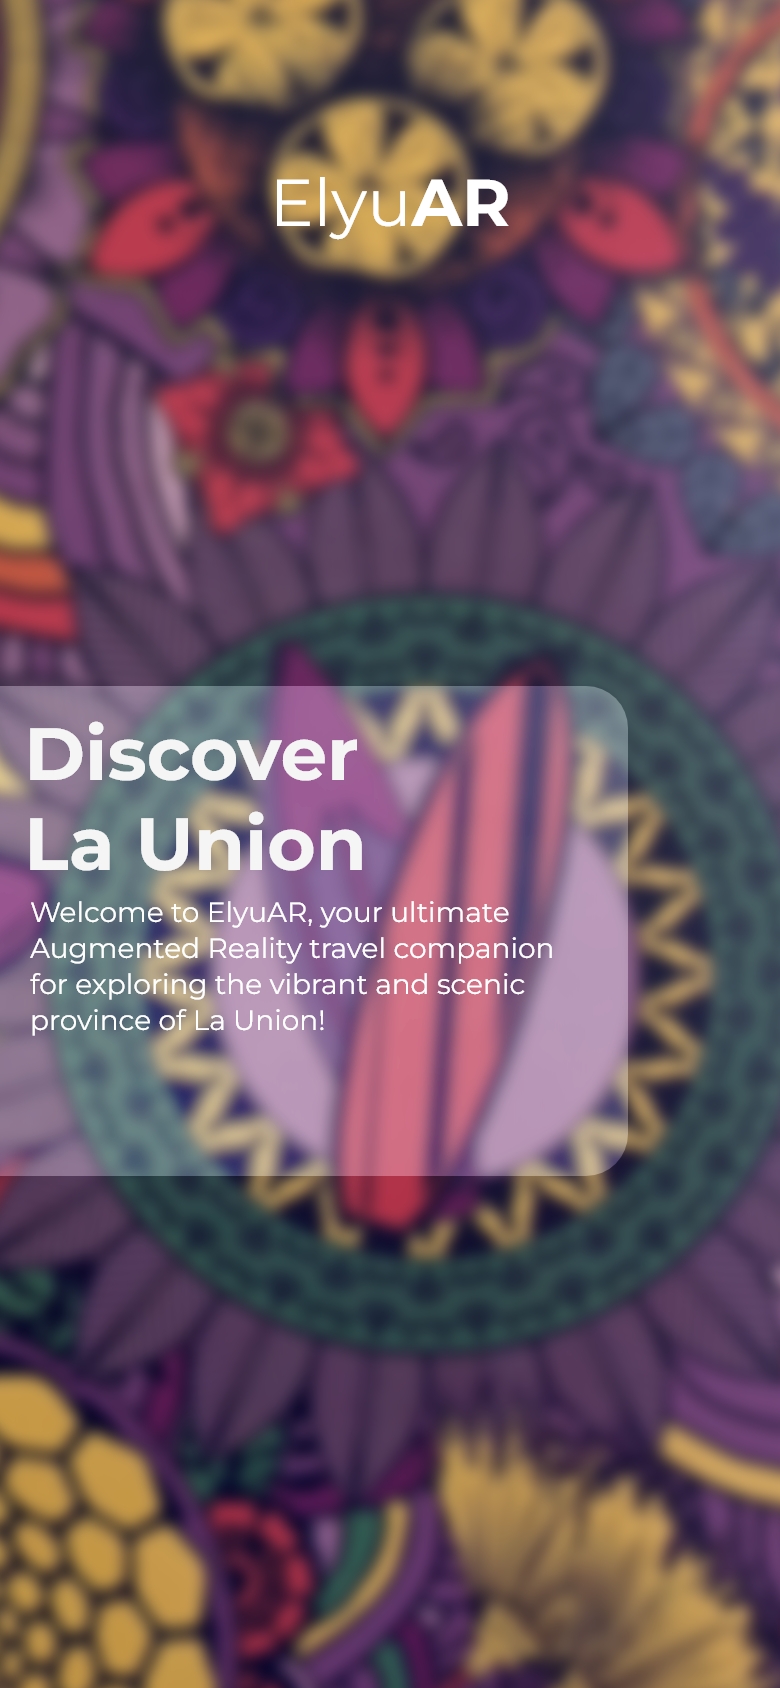 ElyuAR
Discover
La Union
Welcome to ElyuAR, your ultimate
Augmented Reality travel companion
for exploring the vibrant and scenic
province of La Union!